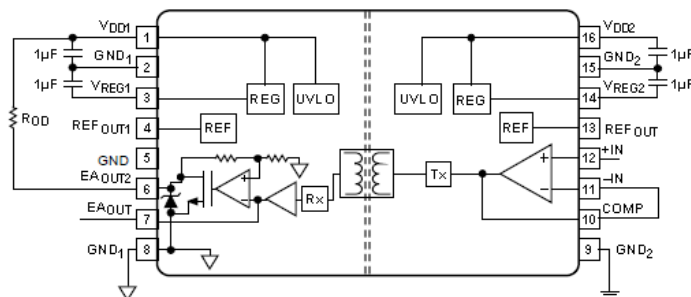 VDD1
1
1µF
GND1
2
1µF
VREG1
3
ROD
REFOUT1
4
GND
5
EAOUT2
6
EAOUT
7
GND1
8
REG
UVLO
REF
Rx
Tx
UVLO
REG
REF
16
VDD2
1µF
15
GND2
1µF
14
VREG2
13
REFOUT
12
+IN
11
–IN
10
COMP
9
GND2
+
–
+
–